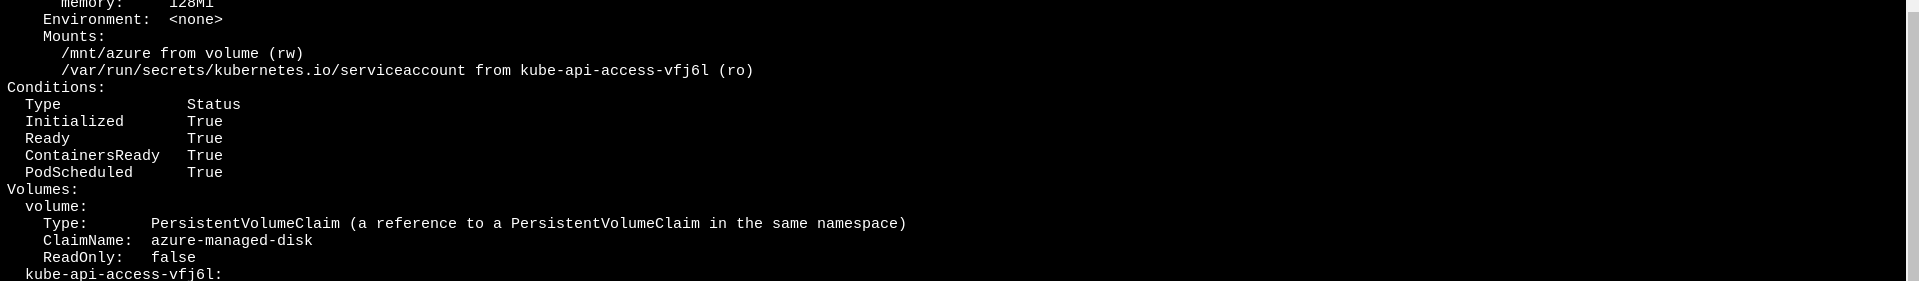 memory:     128Mi
    Environment:  <none>
    Mounts:
      /mnt/azure from volume (rw)
      /var/run/secrets/kubernetes.io/serviceaccount from kube-api-access-vfj6l (ro)
Conditions:
  Type              Status
  Initialized       True
  Ready             True
  ContainersReady   True
  PodScheduled      True
Volumes:
  volume:
    Type:       PersistentVolumeClaim (a reference to a PersistentVolumeClaim in the same namespace)
    ClaimName:  azure-managed-disk
    ReadOnly:   false
  kube-api-access-vfj6l: